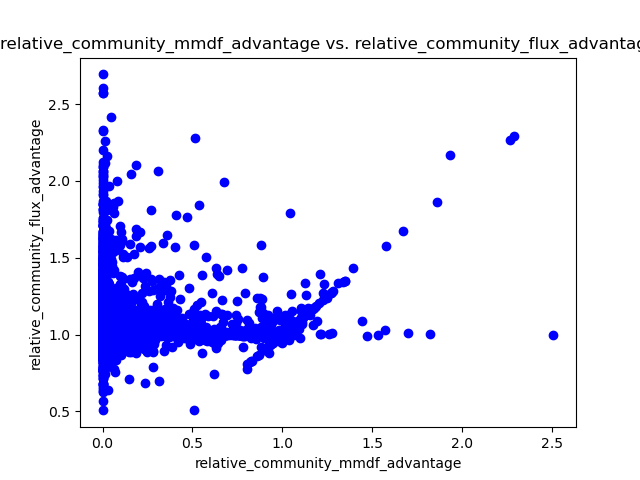 relative_community_mmdf_advantage vs. relative_community_flux_advantag
2.5
2.0
1.5
1.0
0.5
relative_community_flux_advantage
0.0 0.5 1.0 1.5 2.0 2.5
relative_community_mmdf_advantage